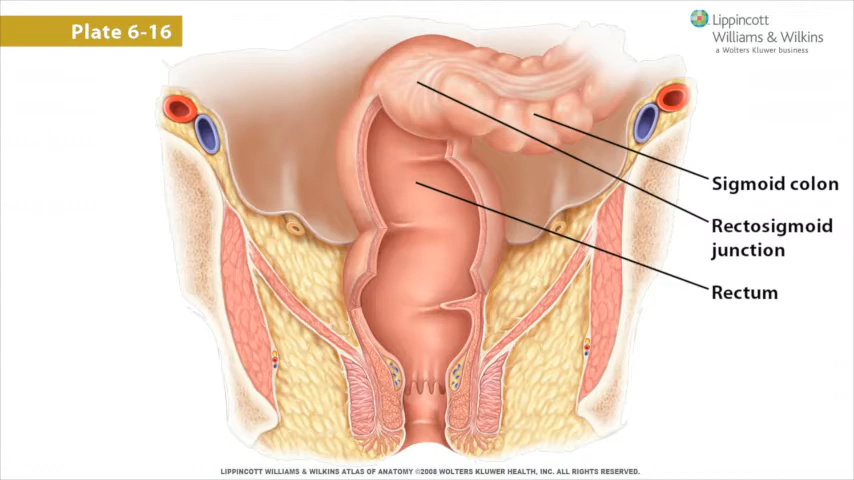 Plate 6-16
Lippincott
Williams & Wilkins
a Wolters Kluwer business
Sigmoid colon
Rectosigmoid
junction
Rectum
LIPPINCOTT WILLIAMS & WILKINS ATLAS OF ANATOMY ©2008 WOLTERS KLUWER HEALTH, INC. ALL RIGHTS RESERVED.